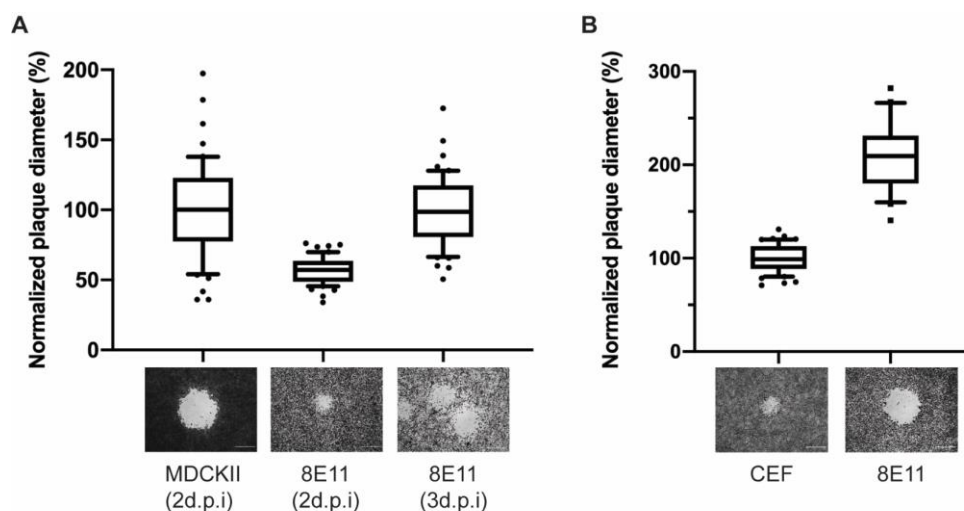 A
Normalized plaque diameter (%)
200
150
100
50
0
MDCKII
(2d.p.i)
8E11
(2d.p.i)
8E11
(3d.p.i)
B
Normalized plaque diameter (%)
300
200
100
0
CEF
8E11